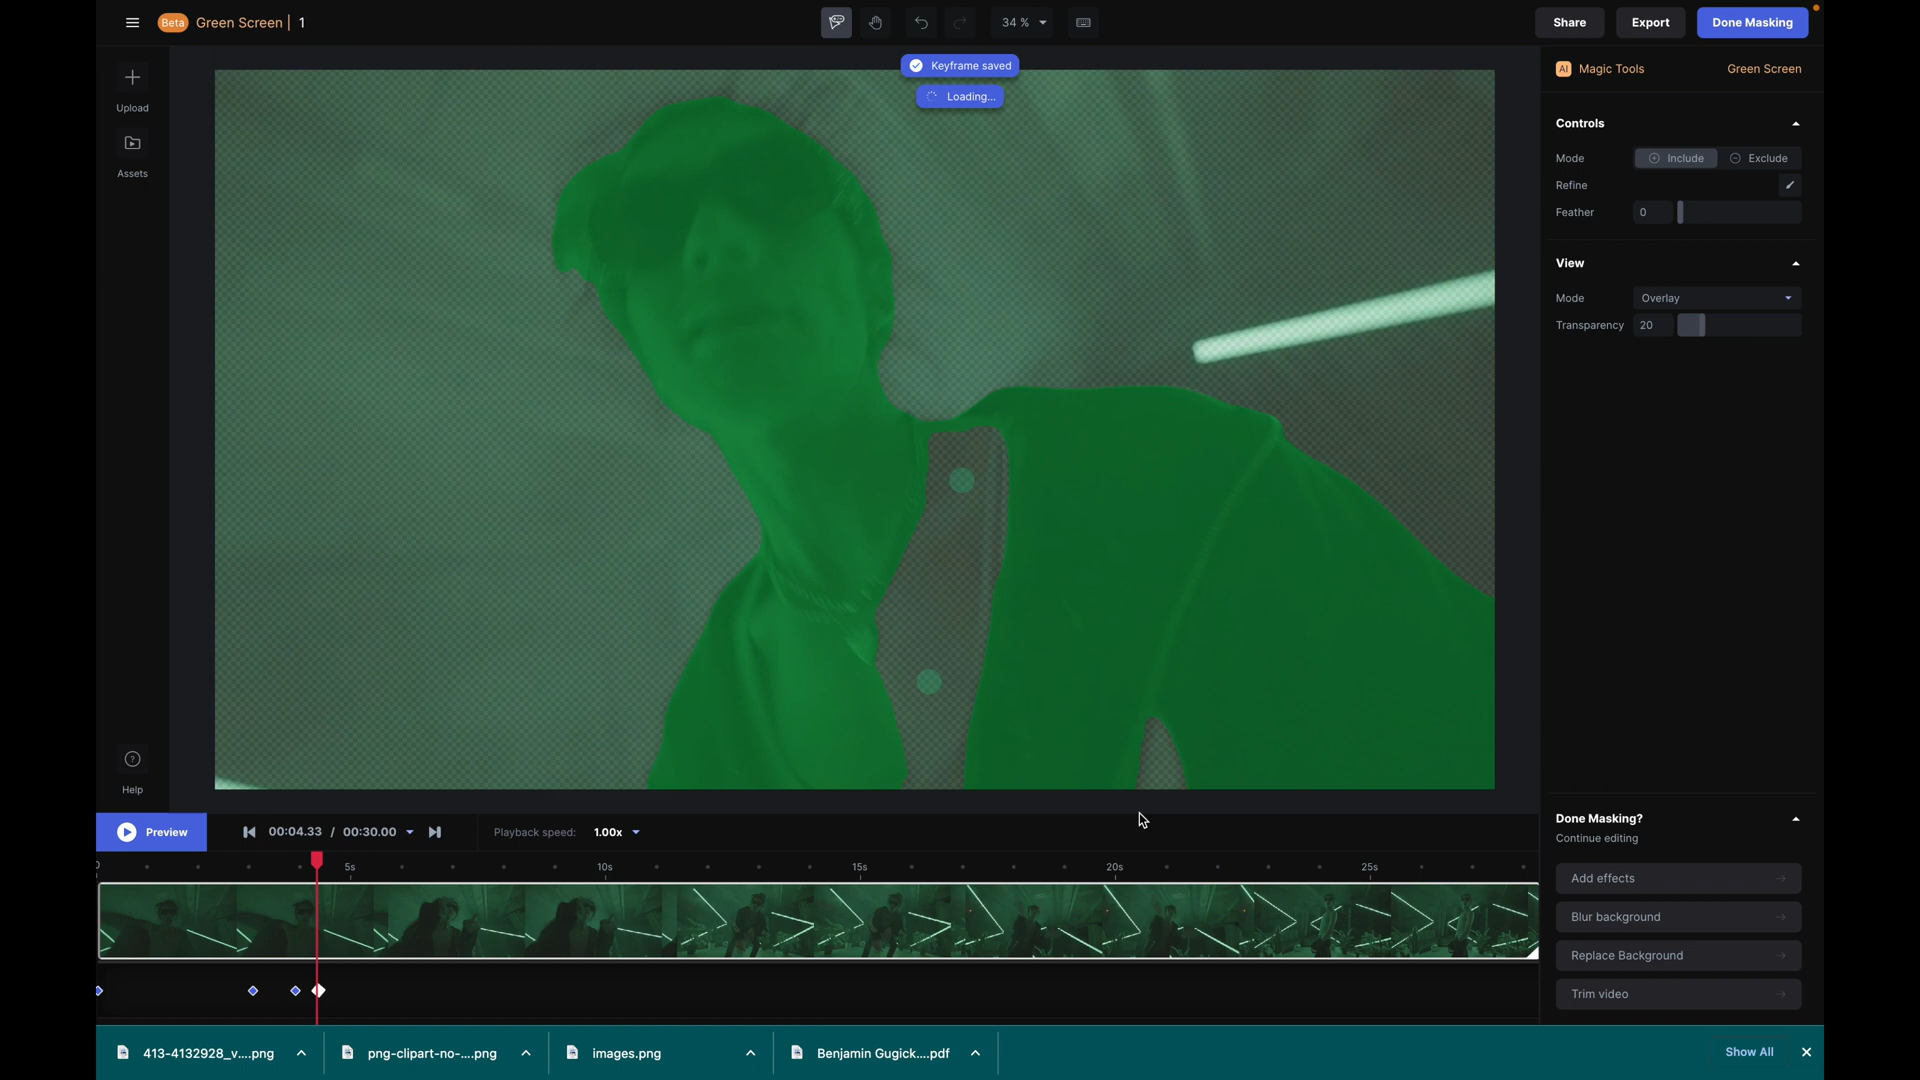 Beta Green Screen 1
34 %
Share
Export
Done Masking
Keyframe saved
Loading...
Upload
Assets
Help
AI Magic Tools
Green Screen
Controls
Mode Include Exclude
Refine
Feather 0
View
Mode Overlay
Transparency 20
Done Masking?
Continue editing
Add effects
Blur background
Replace Background
Trim video
Preview
00:04.33 / 00:30.00
Playback speed: 1.00x
0 5s 10s 15s 20s 25s
413-4132928_v....png
png-clipart-no-....png
images.png
Benjamin Gugick....pdf
Show All